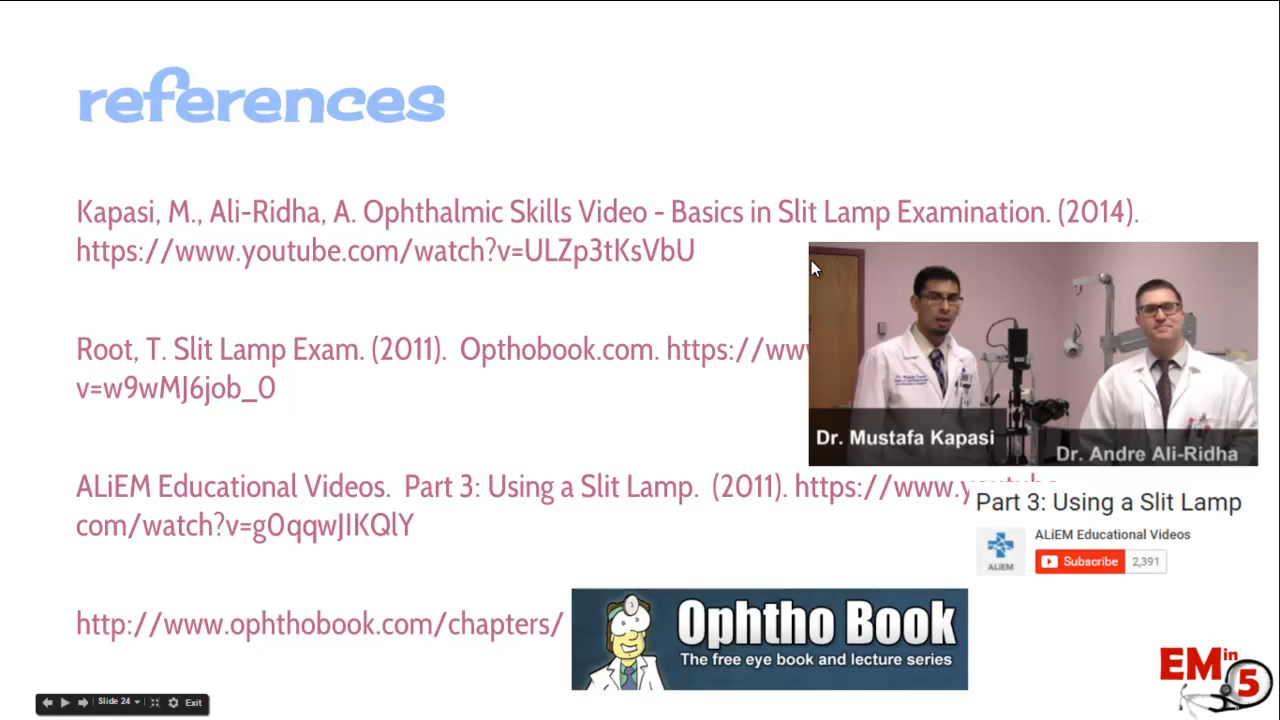 references
Kapasi, M., Ali-Ridha, A. Ophthalmic Skills Video - Basics in Slit Lamp Examination. (2014).
https://www.youtube.com/watch?v=ULZp3tKsVbU
Root, T. Slit Lamp Exam. (2011). Opthobook.com. https://ww
v=w9wMJ6job_0
Dr. Mustafa Kapasi
Dr. Andre Ali-Ridha
ALiEM Educational Videos. Part 3: Using a Slit Lamp. (2011). https://www.youtube.
com/watch?v=g0qqwJIKQlY
Part 3: Using a Slit Lamp
ALiEM Educational Videos
ALiEM
Subscribe 2,391
http://www.ophthobook.com/chapters/
Ophtho Book
The free eye book and lecture series
EM in 5
Slide 24 Exit